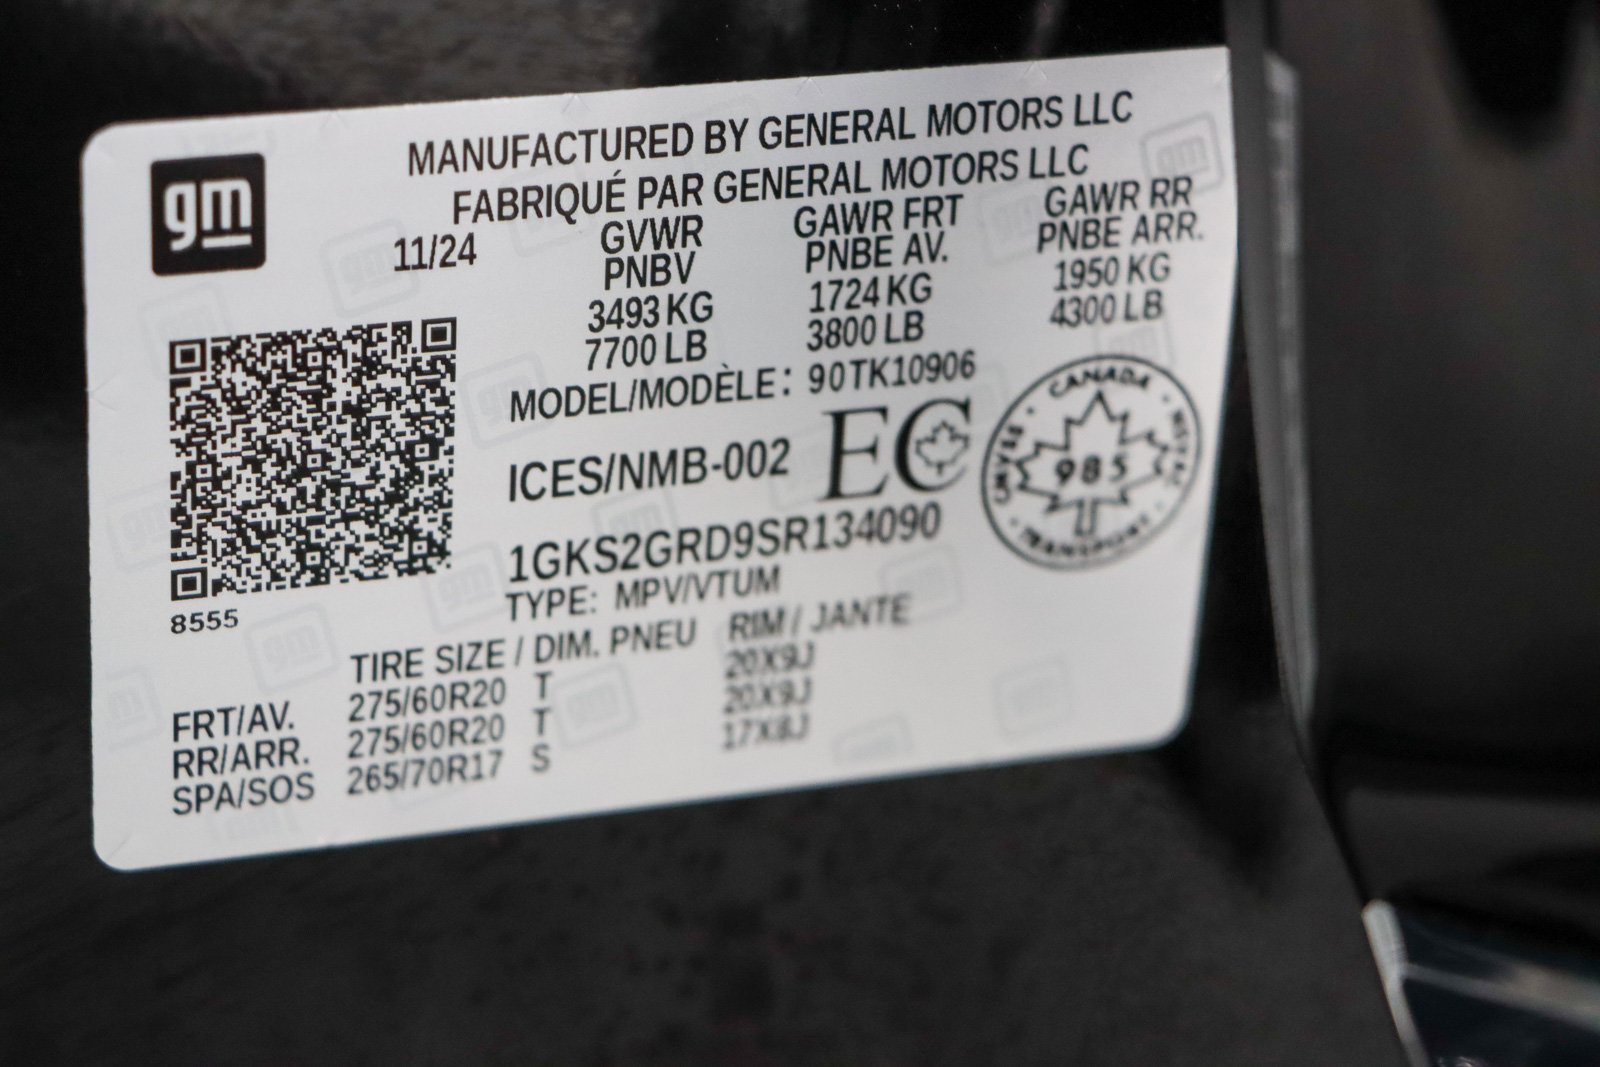 gm
MANUFACTURED BY GENERAL MOTORS LLC
FABRIQUÉ PAR GENERAL MOTORS LLC
11/24 GVWR GAWR FRT GAWR RR
PNBV PNBE AV. PNBE ARR.
3493 KG 1724 KG 1950 KG
7700 LB 3800 LB 4300 LB
MODEL/MODÈLE: 90TK10906
ICES/NMB-002 EC
CANADA
CMVSS NSVAC
985
TRANSPORT
1GKS2GRD9SR134090
TYPE: MPV/VTUM
8555
TIRE SIZE / DIM. PNEU RIM / JANTE
FRT/AV. 275/60R20 T 20X9J
RR/ARR. 275/60R20 T 20X9J
SPA/SOS 265/70R17 S 17X8J